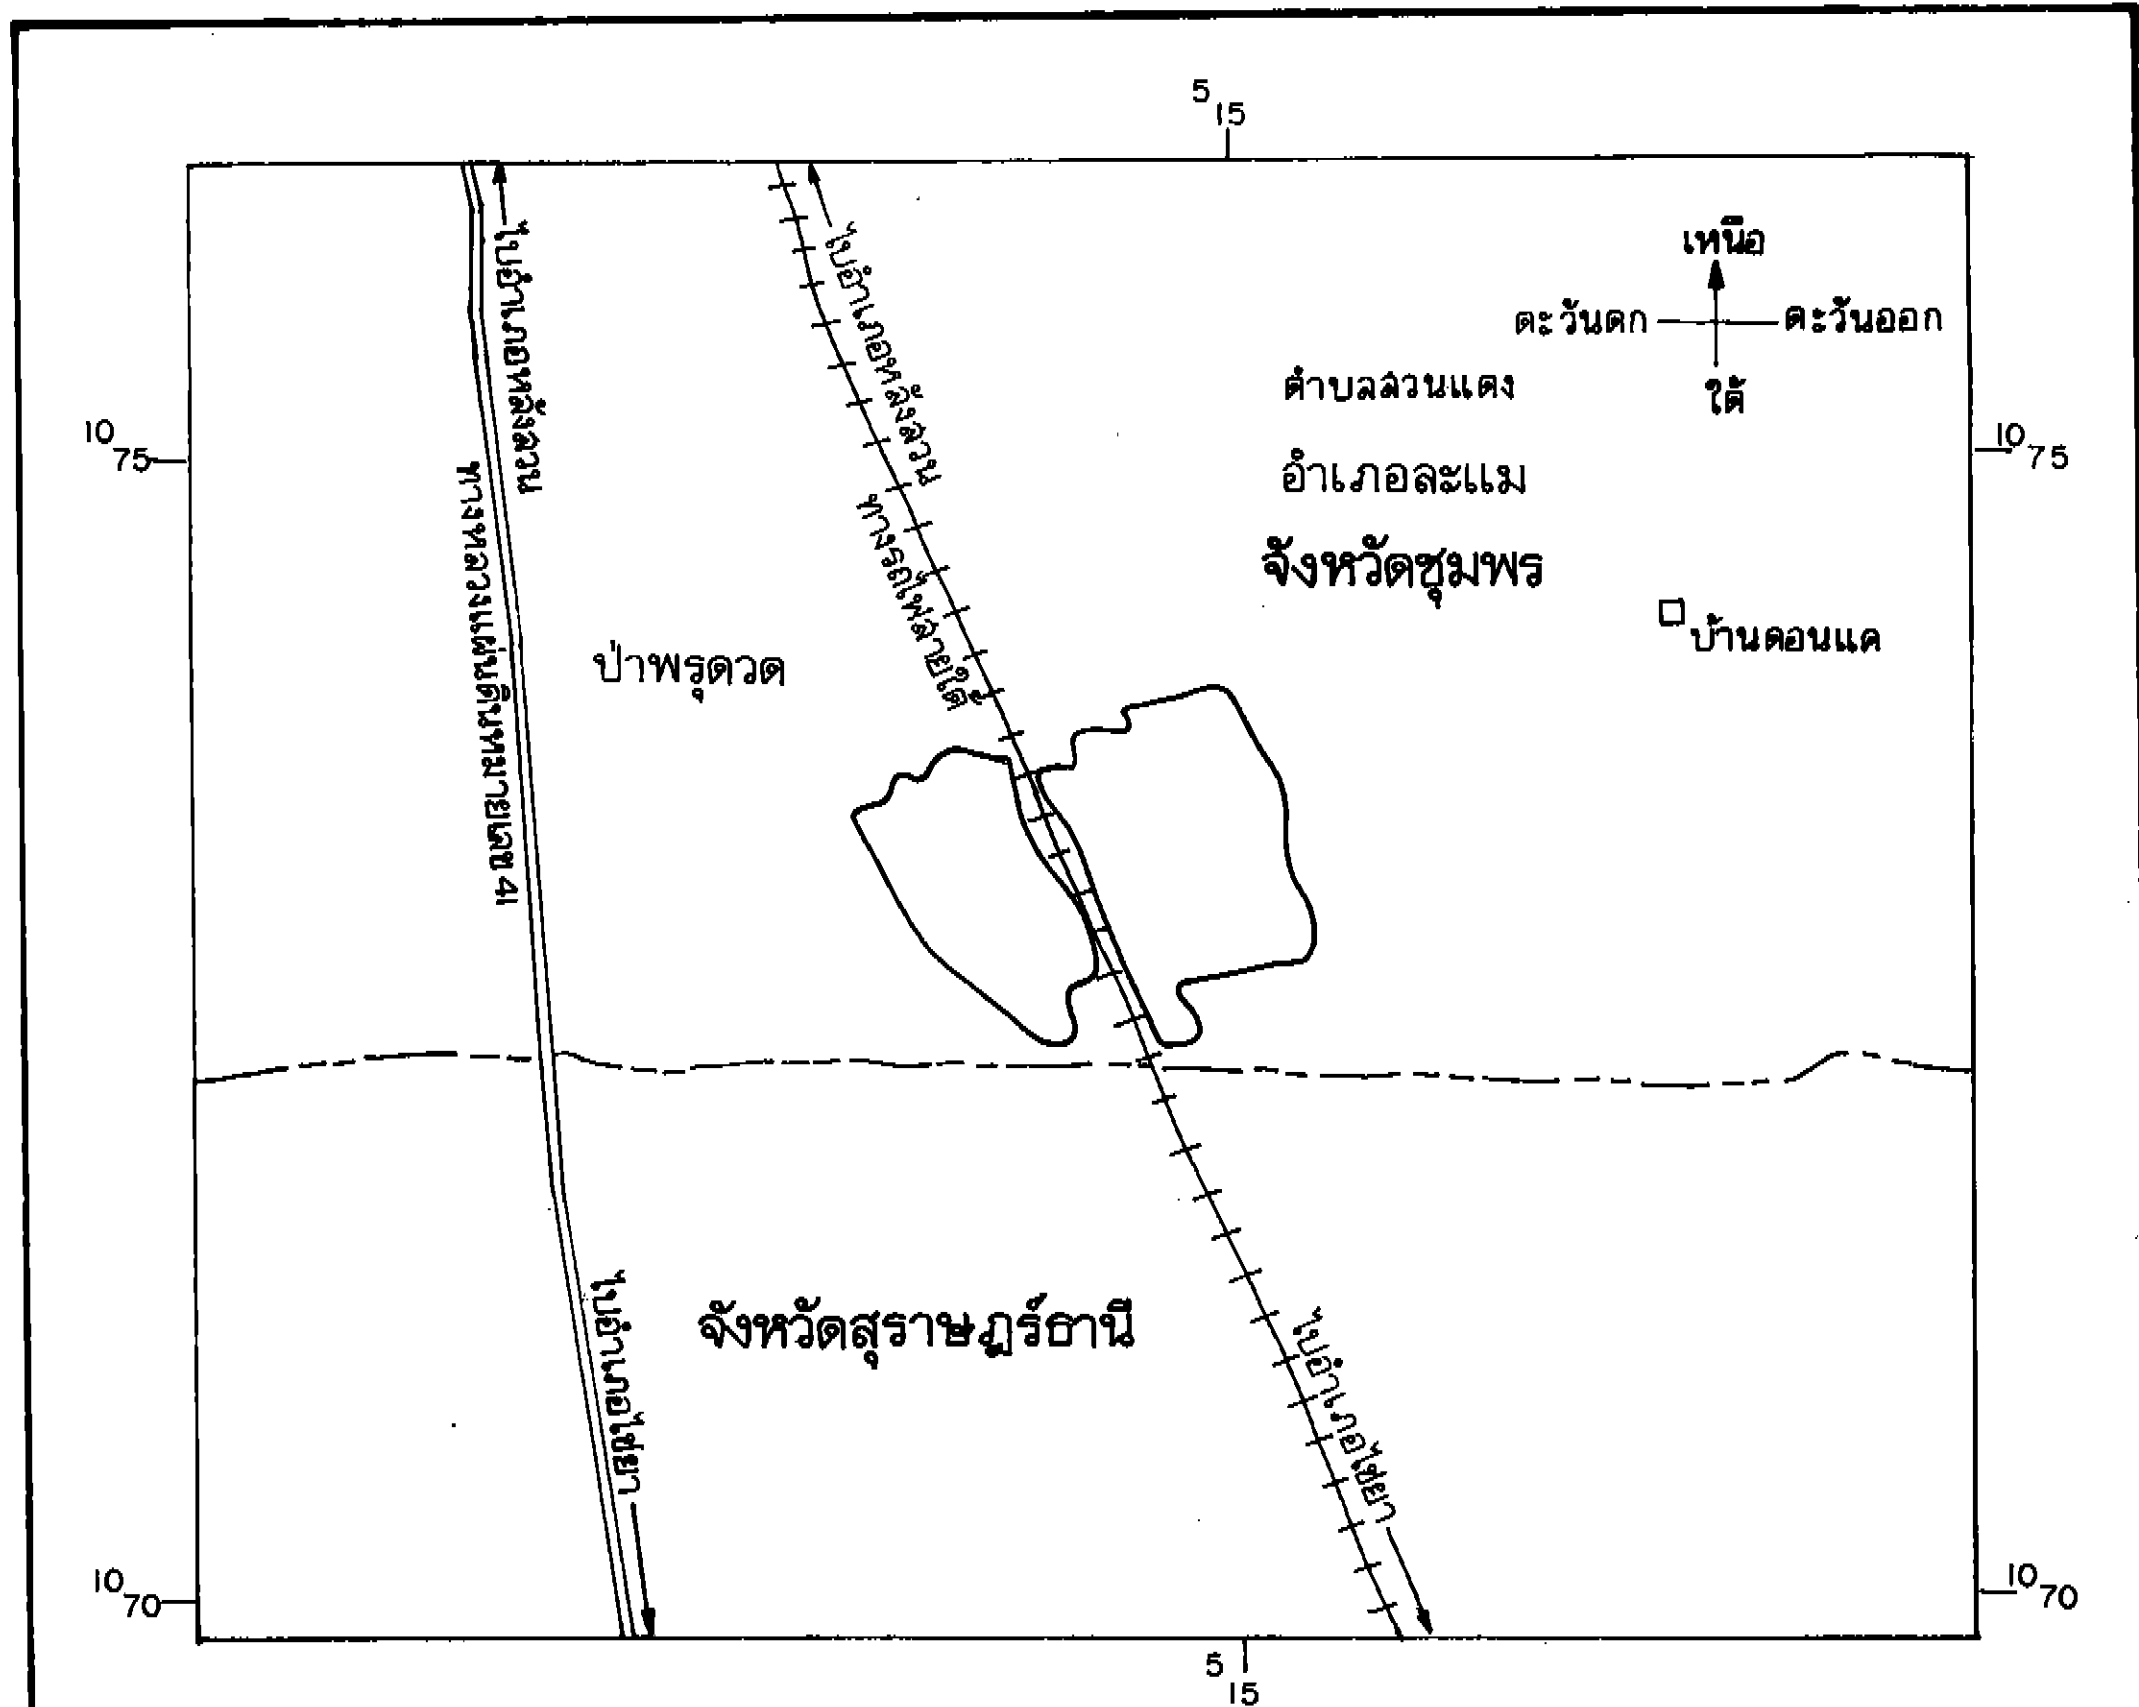 5 15
เหนือ
ตะวันตก ตะวันออก
ใต้
ไปอำเภอหลังสวน
ไปอำเภอหลังสวน
ตำบลสวนแตง
10 75
10 75
อำเภอละแม
ทางหลวงแผ่นดินหมายเลข 41
ทางรถไฟสายใต้
จังหวัดชุมพร
บ้านดอนแค
ป่าพรุดวด
ไปอำเภอไชยา
จังหวัดสุราษฎร์ธานี
ไปอำเภอไชยา
10 70
10 70
5 15